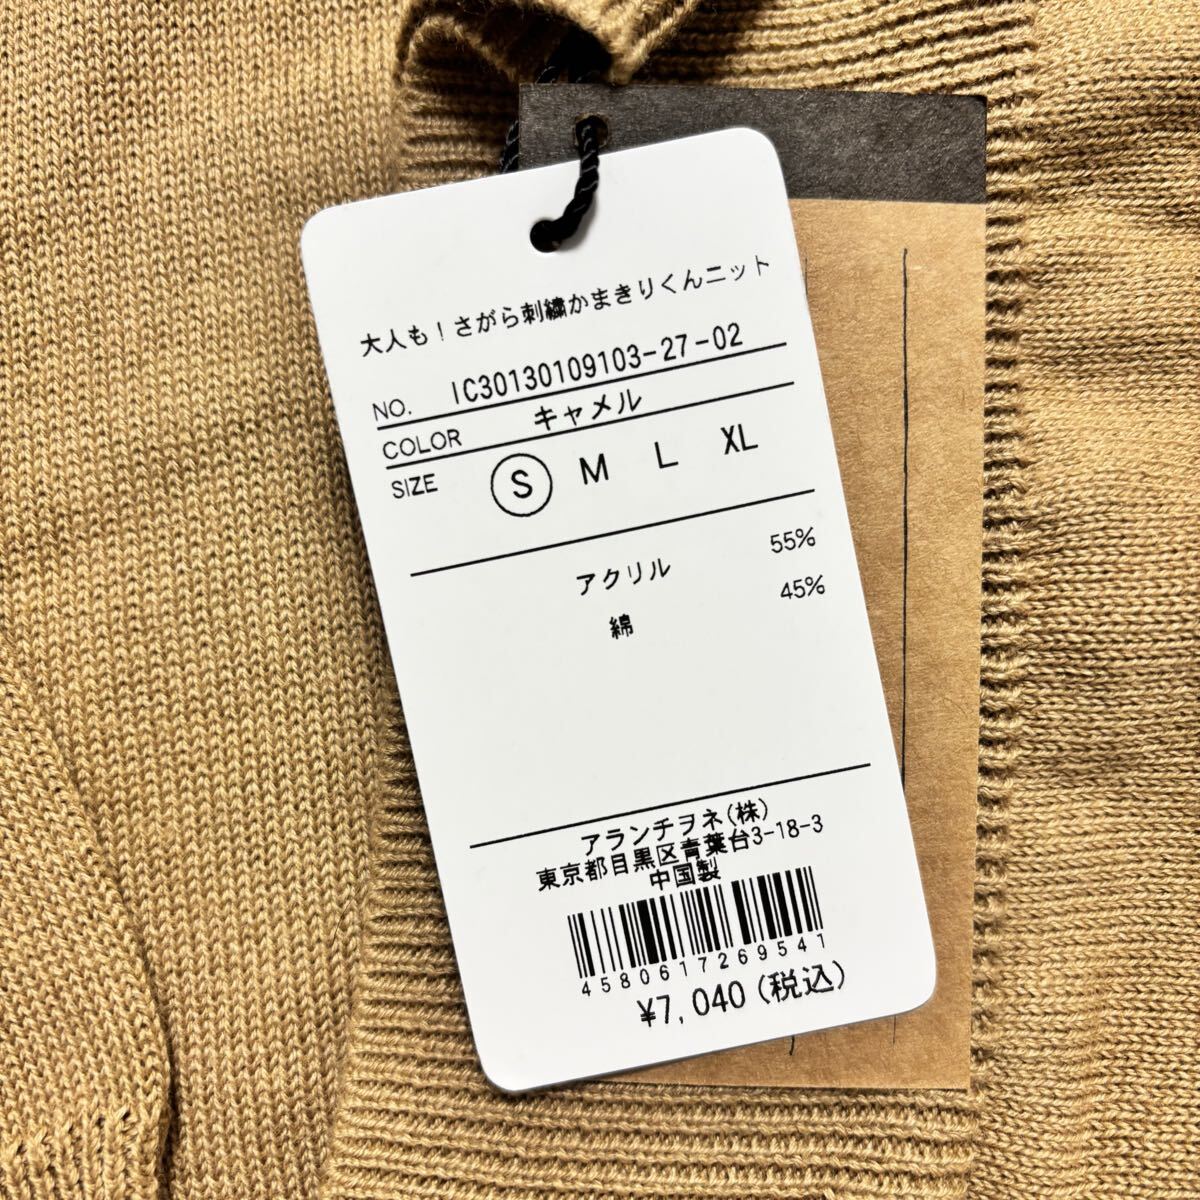 大人も！さがら刺繍かまきりくんニット
NO. IC30130109103-27-02
COLOR キャメル
SIZE S M L XL
アクリル 55%
綿 45%
アランチヲネ(株)
東京都目黒区青葉台3-18-3
中国製
4580617269541
¥7,040(税込)